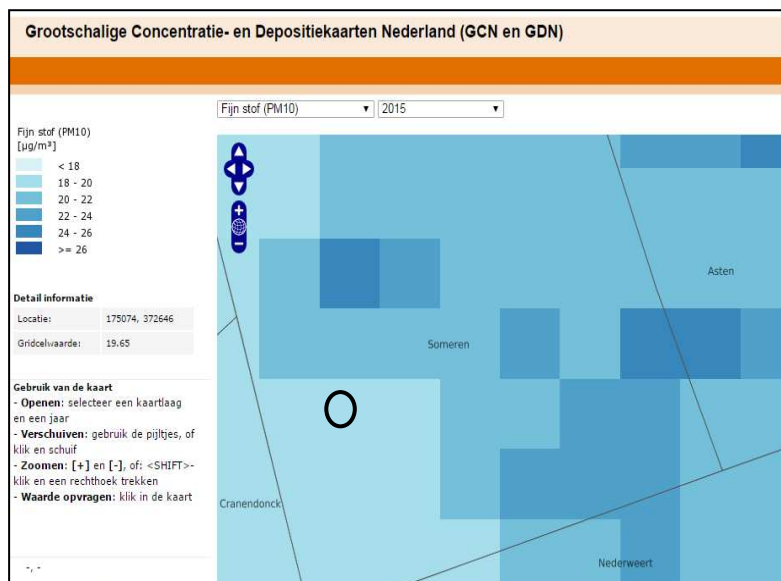 Grootschalige Concentratie- en Depositiekaarten Nederland (GCN en GDN)
Fijn stof (PM10)
2015
Fijn stof (PM10)
[µg/m³]
< 18
18 - 20
20 - 22
22 - 24
24 - 26
>= 26
Detail informatie
Locatie: 175074, 372646
Gridcelwaarde: 19.65
Gebruik van de kaart
- Openen: selecteer een kaartlaag
en een jaar
- Verschuiven: gebruik de pijltjes, of
klik en schuif
- Zoomen: [+] en [-], of: <SHIFT>-
klik en een rechthoek trekken
- Waarde opvragen: klik in de kaart
-, -
Asten
Someren
Cranendonck
Nederweert